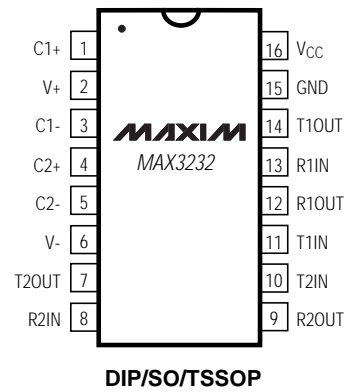 C1+ 1 16 VCC
V+ 2 15 GND
C1- 3 14 T1OUT
MAXIM
C2+ 4 MAX3232 13 R1IN
C2- 5 12 R1OUT
V- 6 11 T1IN
T2OUT 7 10 T2IN
R2IN 8 9 R2OUT
DIP/SO/TSSOP